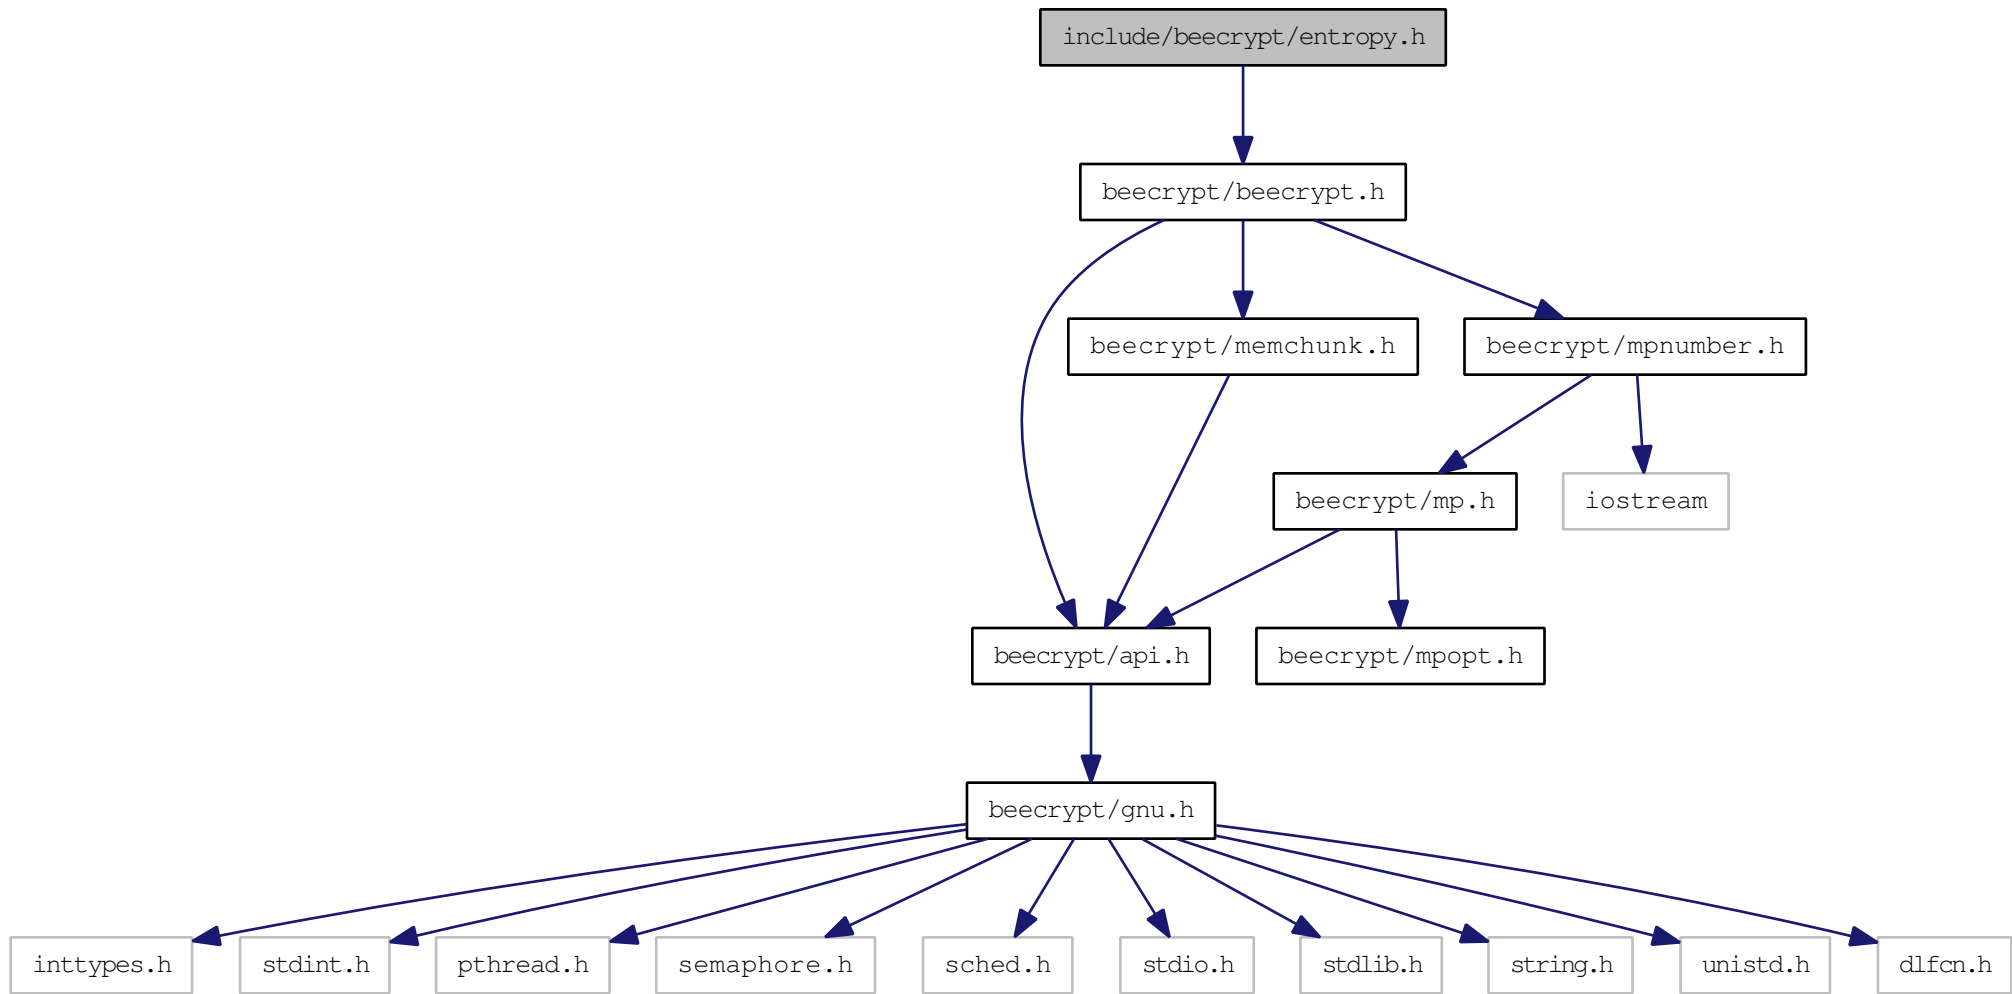 include/beecrypt/entropy.h
beecrypt/beecrypt.h
beecrypt/memchunk.h
beecrypt/mpnumber.h
beecrypt/mp.h
iostream
beecrypt/api.h
beecrypt/mpopt.h
beecrypt/gnu.h
inttypes.h
stdint.h
pthread.h
semaphore.h
sched.h
stdio.h
stdlib.h
string.h
unistd.h
dlfcn.h